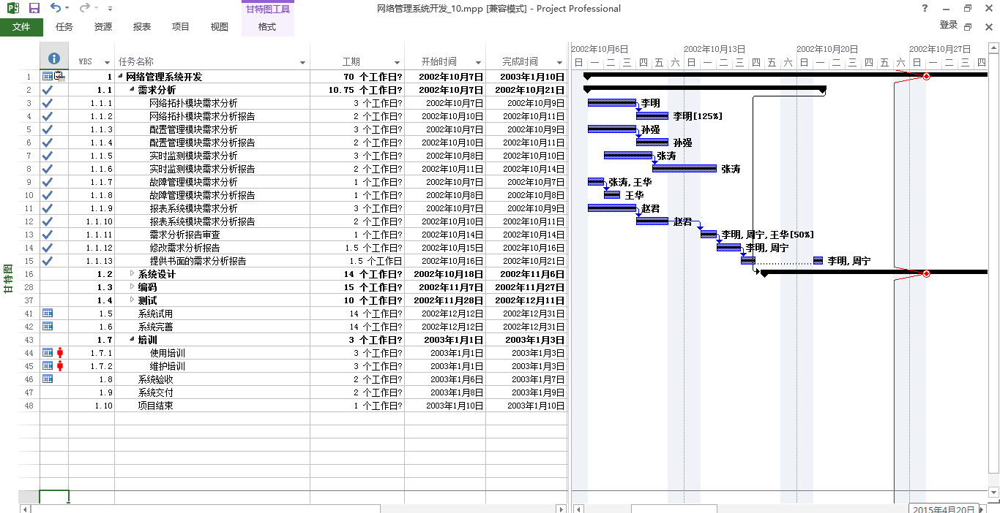 甘特图工具
网络管理系统开发_10.mpp [兼容模式] - Project Professional
文件 任务 资源 报表 项目 视图 格式 登录
WBS 任务名称 工期 开始时间 完成时间
2002年10月6日 2002年10月13日 2002年10月20日 2002年10月27日
日 一 二 三 四 五 六 日 一 二 三 四 五 六 日 一 二 三 四 五 六 日 一 二 三 四
1 1 网络管理系统开发 70 个工作日? 2002年10月7日 2003年1月10日
2 1.1 需求分析 10.75 个工作日? 2002年10月7日 2002年10月21日
3 1.1.1 网络拓扑模块需求分析 3 个工作日? 2002年10月7日 2002年10月9日 李明
4 1.1.2 网络拓扑模块需求分析报告 2 个工作日? 2002年10月10日 2002年10月11日 李明[125%]
5 1.1.3 配置管理模块需求分析 3 个工作日? 2002年10月7日 2002年10月9日 孙强
6 1.1.4 配置管理模块需求分析报告 2 个工作日? 2002年10月10日 2002年10月11日 孙强
7 1.1.5 实时监测模块需求分析 3 个工作日? 2002年10月8日 2002年10月10日 张涛
8 1.1.6 实时监测模块需求分析报告 2 个工作日? 2002年10月11日 2002年10月14日 张涛
9 1.1.7 故障管理模块需求分析 1 个工作日? 2002年10月7日 2002年10月7日 张涛,王华
10 1.1.8 故障管理模块需求分析报告 1 个工作日? 2002年10月8日 2002年10月8日 王华
11 1.1.9 报表系统模块需求分析 3 个工作日? 2002年10月7日 2002年10月9日 赵君
12 1.1.10 报表系统模块需求分析报告 2 个工作日? 2002年10月10日 2002年10月11日 赵君
13 1.1.11 需求分析报告审查 1 个工作日? 2002年10月14日 2002年10月14日 李明,周宁,王华[50%]
14 1.1.12 修改需求分析报告 1.5 个工作日? 2002年10月15日 2002年10月16日 李明,周宁
15 1.1.13 提供书面的需求分析报告 1.5 个工作日 2002年10月16日 2002年10月21日 李明,周宁
16 1.2 系统设计 14 个工作日? 2002年10月18日 2002年11月6日
28 1.3 编码 15 个工作日? 2002年11月7日 2002年11月27日
37 1.4 测试 10 个工作日? 2002年11月28日 2002年12月11日
41 1.5 系统试用 14 个工作日? 2002年12月12日 2002年12月31日
42 1.6 系统完善 14 个工作日? 2002年12月12日 2002年12月31日
43 1.7 培训 3 个工作日? 2003年1月1日 2003年1月3日
44 1.7.1 使用培训 3 个工作日? 2003年1月1日 2003年1月3日
45 1.7.2 维护培训 3 个工作日? 2003年1月1日 2003年1月3日
46 1.8 系统验收 2 个工作日? 2003年1月6日 2003年1月7日
47 1.9 系统交付 2 个工作日? 2003年1月8日 2003年1月9日
48 1.10 项目结束 1 个工作日? 2003年1月10日 2003年1月10日
甘特图
2015年4月20日